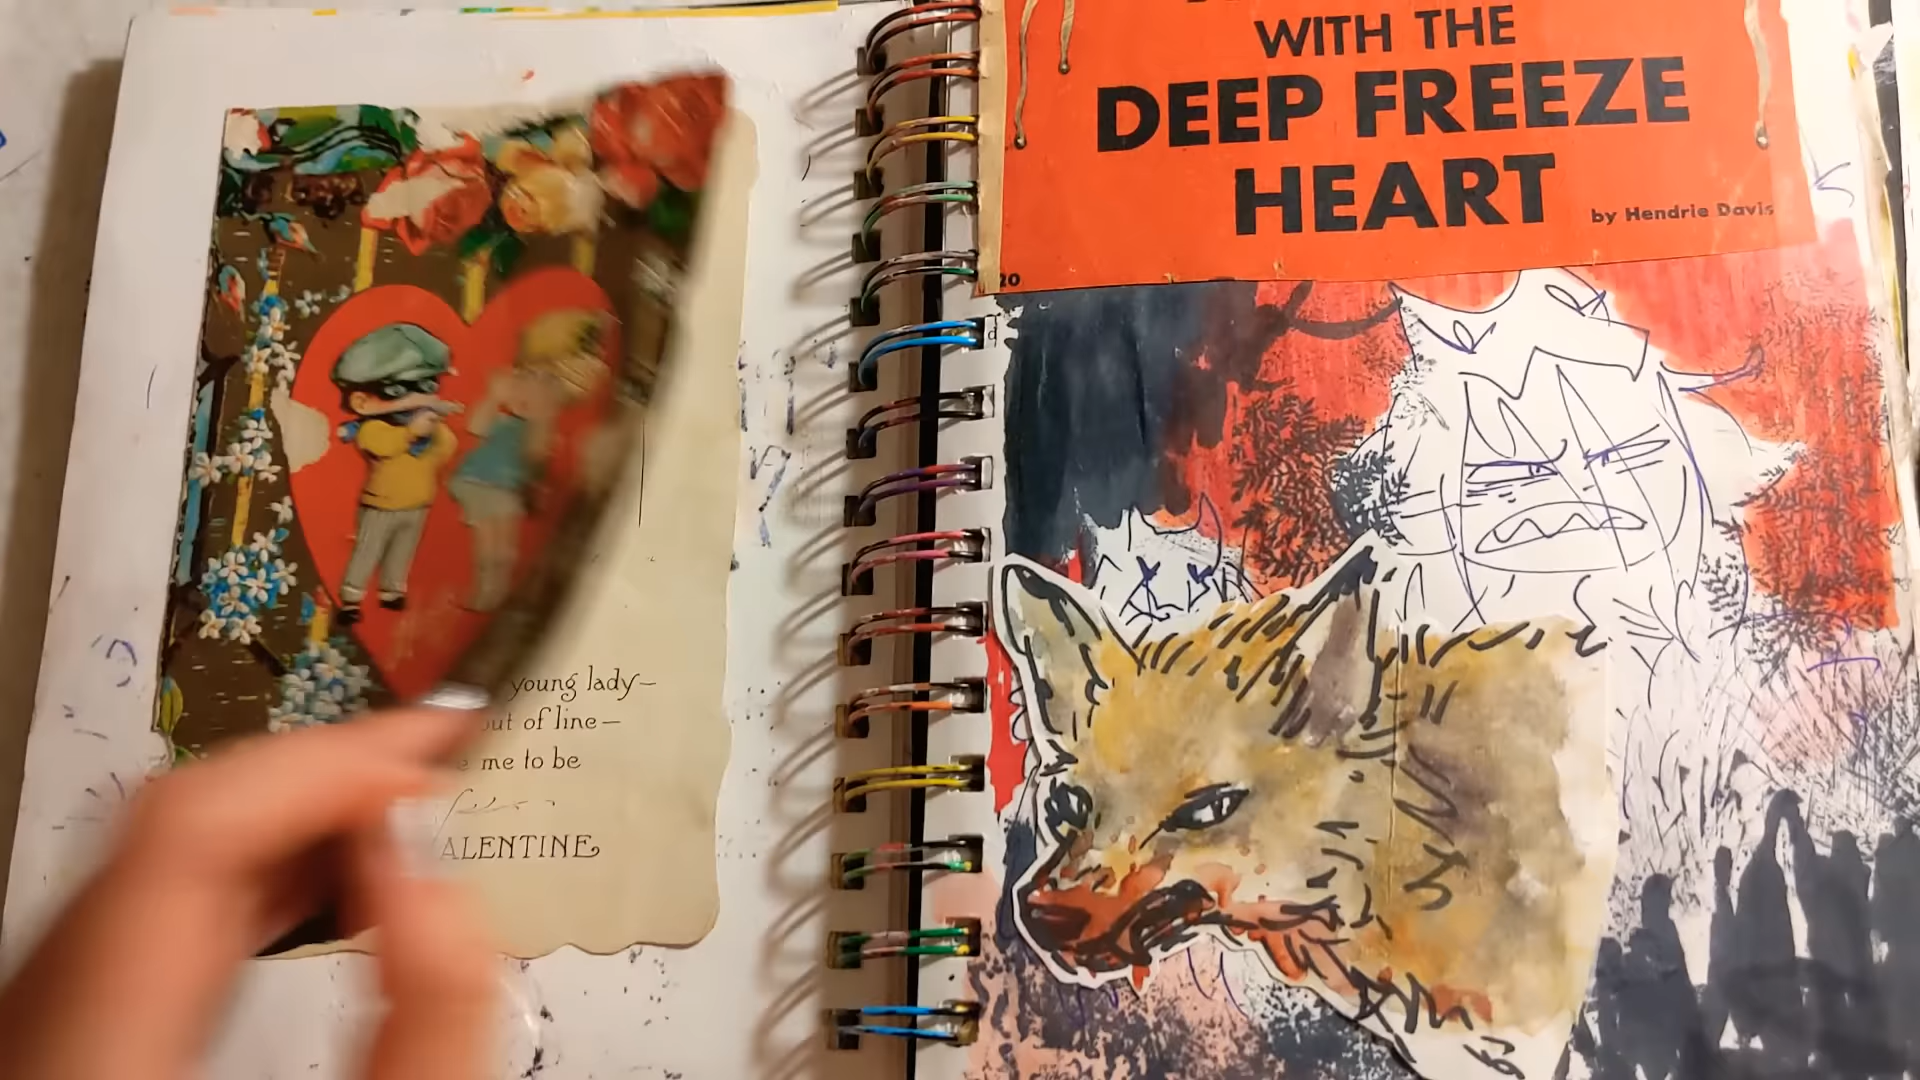 young lady—
out of line—
me to be
ALENTINE
WITH THE
DEEP FREEZE
HEART
by Hendrie Davis
20